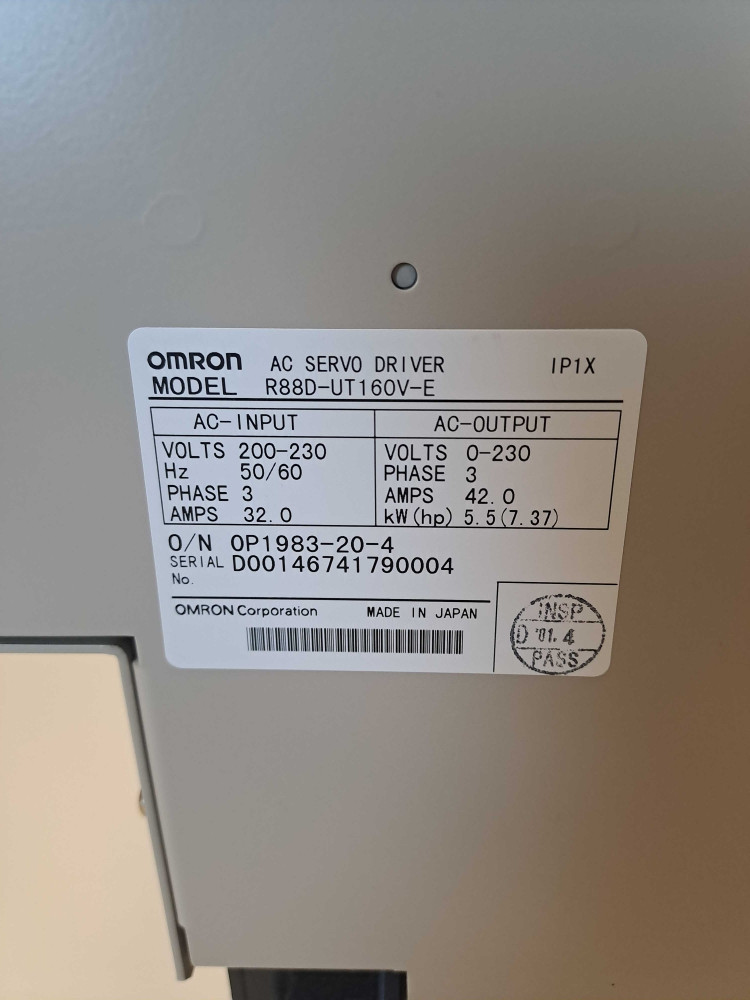 OMRON AC SERVO DRIVER IP1X
MODEL R88D-UT160V-E
AC-INPUT AC-OUTPUT
VOLTS 200-230 VOLTS 0-230
Hz 50/60 PHASE 3
PHASE 3 AMPS 42.0
AMPS 32.0 kW(hp) 5.5(7.37)
O/N OP1983-20-4
SERIAL No. D00146741790004
OMRON Corporation MADE IN JAPAN
INSP
D '01.4
PASS